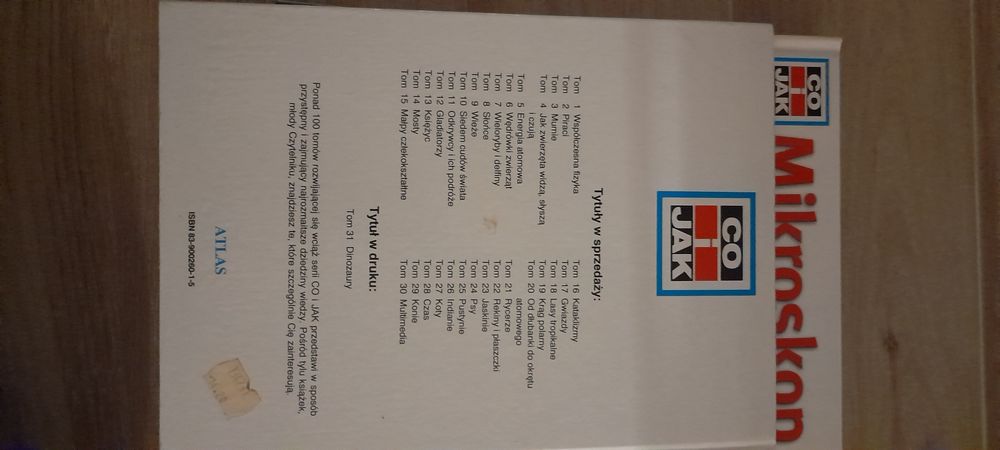 CO
i
JAK
Mikroskop
CO
i
JAK
Tytuły w sprzedaży:
Tom 1 Współczesna fizyka
Tom 2 Piraci
Tom 3 Mumie
Tom 4 Jak zwierzęta widzą, słyszą
i czują
Tom 5 Energia atomowa
Tom 6 Wędrówki zwierząt
Tom 7 Wieloryby i delfiny
Tom 8 Słońce
Tom 9 Wieże
Tom 10 Siedem cudów świata
Tom 11 Odkrywcy i ich podróże
Tom 12 Gladiatorzy
Tom 13 Księżyc
Tom 14 Mosty
Tom 15 Małpy człekokształtne
Tom 16 Kataklizmy
Tom 17 Gwiazdy
Tom 18 Lasy tropikalne
Tom 19 Krąg polarny
Tom 20 Od dłubanki do okrętu
atomowego
Tom 21 Rycerze
Tom 22 Rekiny i płaszczki
Tom 23 Jaskinie
Tom 24 Psy
Tom 25 Pustynie
Tom 26 Indianie
Tom 27 Koty
Tom 28 Czas
Tom 29 Konie
Tom 30 Multimedia
Tytuł w druku:
Tom 31 Dinozaury
Ponad 100 tomów rozwijającej się wciąż serii CO i JAK przedstawi w sposób
przystępny i zajmujący najrozmaitsze dziedziny wiedzy. Pośród tylu książek,
młody Czytelniku, znajdziesz te, które szczególnie Cię zainteresują.
ATLAS
ISBN 83-900260-1-5